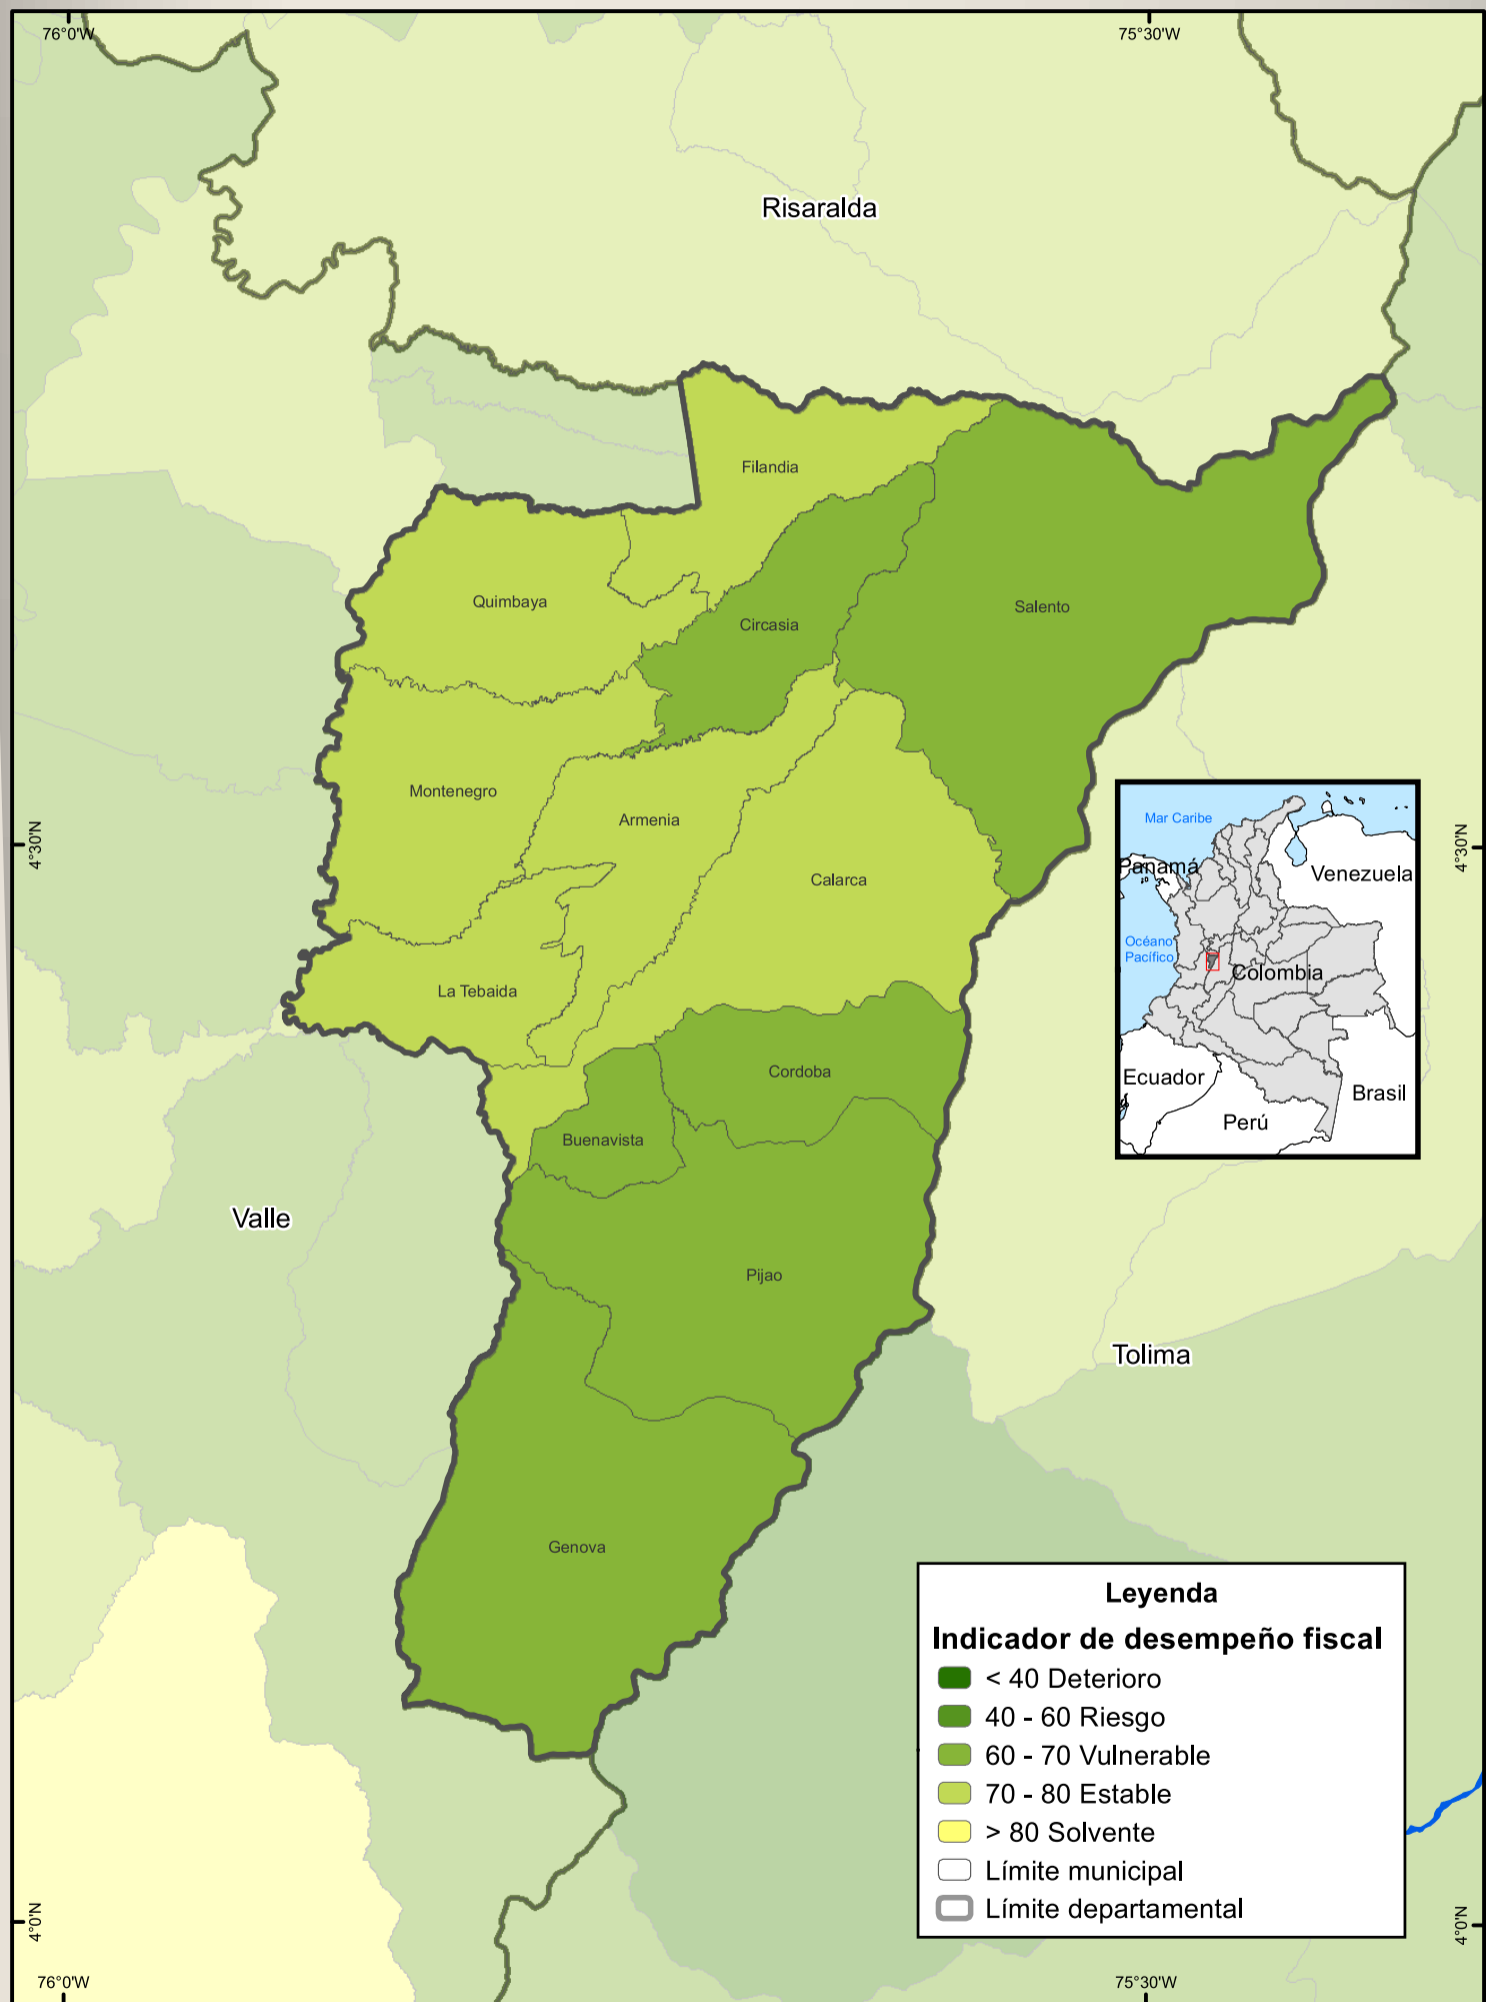 76°0'W
75°30'W
Risaralda
Filandia
Quimbaya
Salento
Circasia
Montenegro
Armenia
4°30'N
4°30'N
Calarca
La Tebaida
Cordoba
Buenavista
Valle
Pijao
Tolima
Genova
Mar Caribe
Panamá
Venezuela
Océano
Pacífico
Colombia
Ecuador
Brasil
Perú
Leyenda
Indicador de desempeño fiscal
< 40 Deterioro
40 - 60 Riesgo
60 - 70 Vulnerable
70 - 80 Estable
> 80 Solvente
Límite municipal
Límite departamental
4°0'N
4°0'N
76°0'W
75°30'W